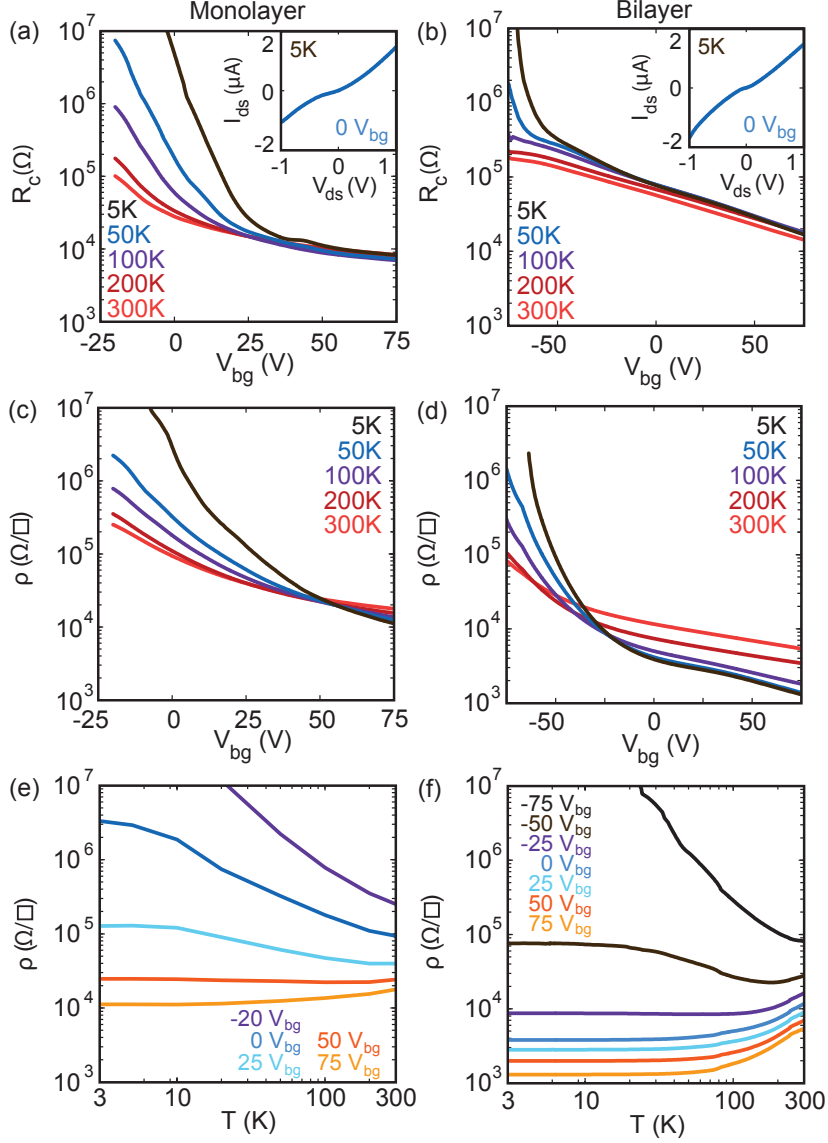 Monolayer
Bilayer
(a)
10^7
10^6
10^5
10^4
10^3
R_c(Ω)
5K
50K
100K
200K
300K
-25 0 25 50 75
V_bg (V)
2
0
-2
I_ds (μA)
5K
0 V_bg
-1 0 1
V_ds (V)
(b)
10^7
10^6
10^5
10^4
10^3
R_c(Ω)
5K
50K
100K
200K
300K
-50 0 50
V_bg (V)
2
0
-2
I_ds (μA)
5K
0 V_bg
-1 0 1
V_ds (V)
(c)
10^7
10^6
10^5
10^4
10^3
ρ (Ω/□)
5K
50K
100K
200K
300K
-25 0 25 50 75
V_bg (V)
(d)
10^7
10^6
10^5
10^4
10^3
ρ (Ω/□)
5K
50K
100K
200K
300K
-50 0 50
V_bg (V)
(e)
10^7
10^6
10^5
10^4
10^3
ρ (Ω/□)
-20 V_bg
0 V_bg 50 V_bg
25 V_bg 75 V_bg
3 10 100 300
T (K)
(f)
10^7
10^6
10^5
10^4
10^3
ρ (Ω/□)
-75 V_bg
-50 V_bg
-25 V_bg
0 V_bg
25 V_bg
50 V_bg
75 V_bg
3 10 100 300
T (K)